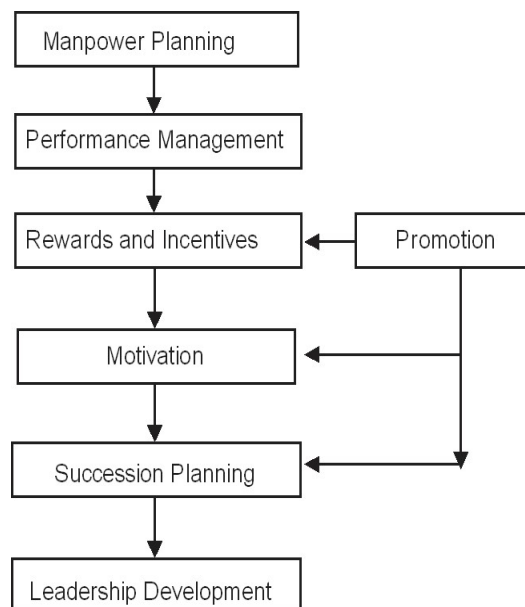 Manpower Planning
Performance Management
Rewards and Incentives
Promotion
Motivation
Succession Planning
Leadership Development